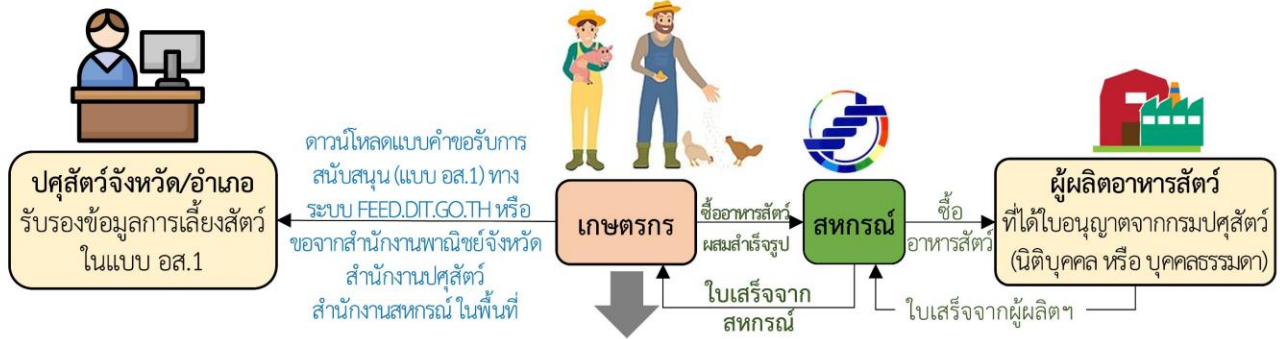 ปศุสัตว์จังหวัด/อำเภอ
รับรองข้อมูลการเลี้ยงสัตว์
ในแบบ อส.1
ดาวน์โหลดแบบคำขอรับการ
สนับสนุน (แบบ อส.1) ทาง
ระบบ FEED.DIT.GO.TH หรือ
ขอจากสำนักงานพาณิชย์จังหวัด
สำนักงานปศุสัตว์
สำนักงานสหกรณ์ ในพื้นที่
เกษตรกร
ซื้ออาหารสัตว์
ผสมสำเร็จรูป
สหกรณ์
ซื้อ
อาหารสัตว์
ผู้ผลิตอาหารสัตว์
ที่ได้ใบอนุญาตจากกรมปศุสัตว์
(นิติบุคคล หรือ บุคคลธรรมดา)
ใบเสร็จจาก
สหกรณ์
ใบเสร็จจากผู้ผลิตฯ